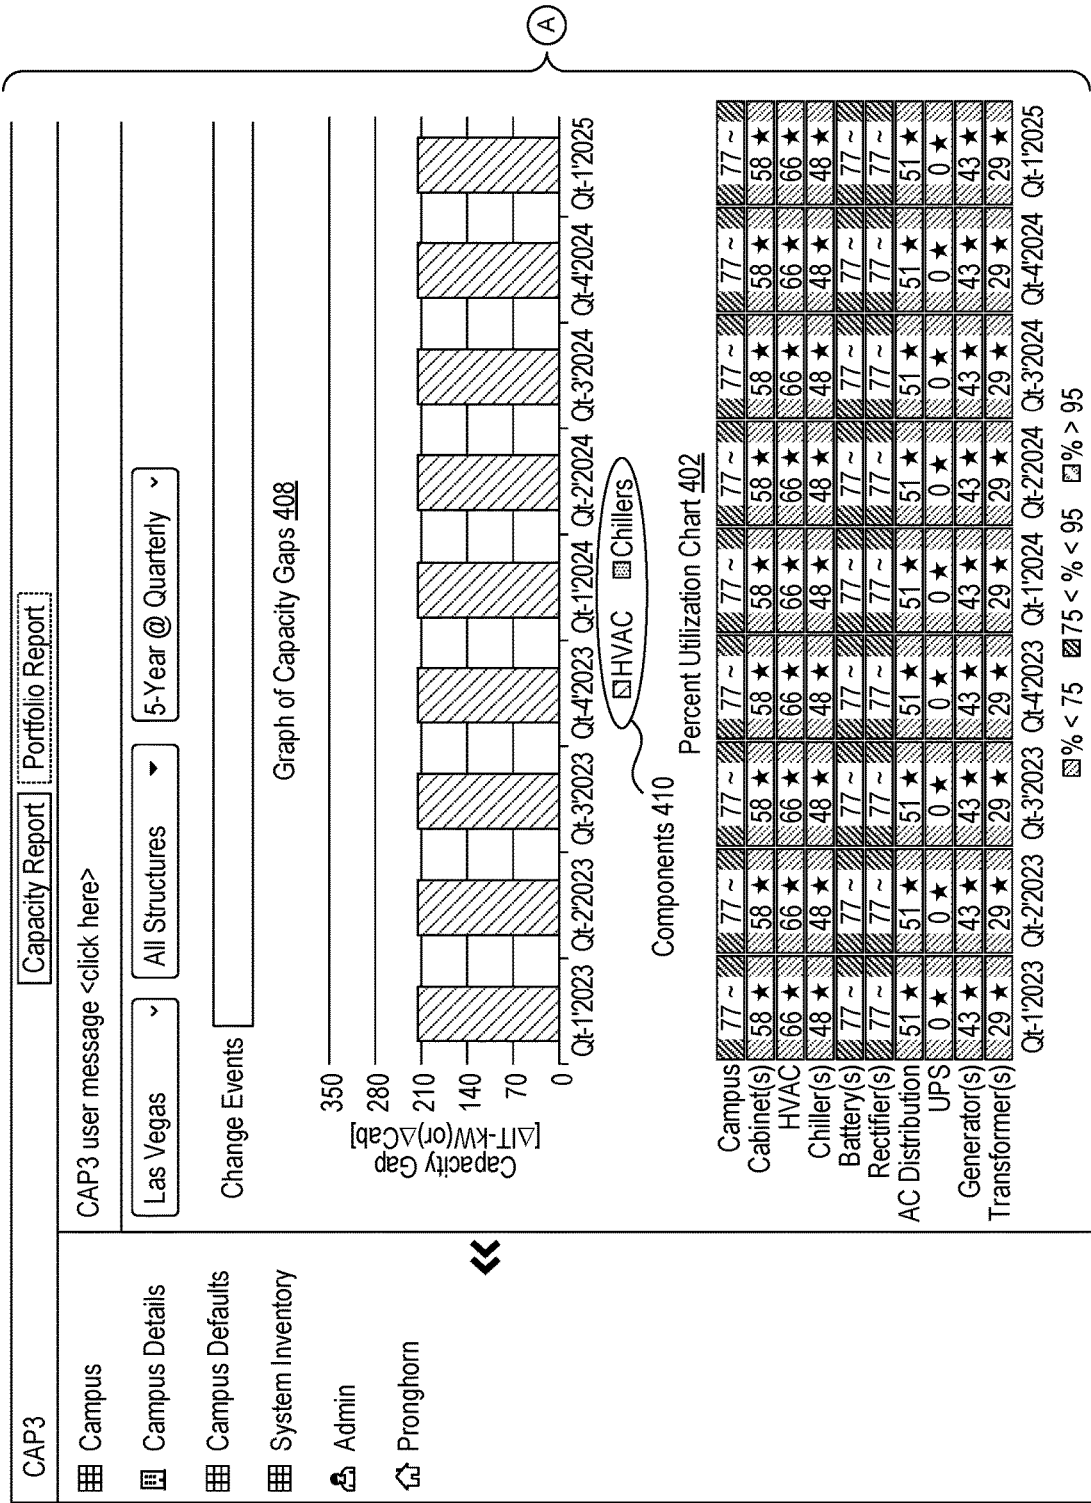 CAP3
Capacity Report Portfolio Report
Campus
Campus Details
Campus Defaults
System Inventory
Admin
Pronghorn
CAP3 user message <click here>
Las Vegas
All Structures
5-Year @ Quarterly
Change Events
Graph of Capacity Gaps 408
Capacity Gap
[△IT-kW(or)△Cab]
350
280
210
140
70
0
Qt-1'2023 Qt-2'2023 Qt-3'2023 Qt-4'2023 Qt-1'2024 Qt-2'2024 Qt-3'2024 Qt-4'2024 Qt-1'2025
HVAC Chillers
Components 410
Percent Utilization Chart 402
Campus 77 ~ 77 ~ 77 ~ 77 ~ 77 ~ 77 ~ 77 ~ 77 ~ 77 ~
Cabinet(s) 58 ★ 58 ★ 58 ★ 58 ★ 58 ★ 58 ★ 58 ★ 58 ★ 58 ★
HVAC 66 ★ 66 ★ 66 ★ 66 ★ 66 ★ 66 ★ 66 ★ 66 ★ 66 ★
Chiller(s) 48 ★ 48 ★ 48 ★ 48 ★ 48 ★ 48 ★ 48 ★ 48 ★ 48 ★
Battery(s) 77 ~ 77 ~ 77 ~ 77 ~ 77 ~ 77 ~ 77 ~ 77 ~ 77 ~
Rectifier(s) 77 ~ 77 ~ 77 ~ 77 ~ 77 ~ 77 ~ 77 ~ 77 ~ 77 ~
AC Distribution 51 ★ 51 ★ 51 ★ 51 ★ 51 ★ 51 ★ 51 ★ 51 ★ 51 ★
UPS 0 ★ 0 ★ 0 ★ 0 ★ 0 ★ 0 ★ 0 ★ 0 ★ 0 ★
Generator(s) 43 ★ 43 ★ 43 ★ 43 ★ 43 ★ 43 ★ 43 ★ 43 ★ 43 ★
Transformer(s) 29 ★ 29 ★ 29 ★ 29 ★ 29 ★ 29 ★ 29 ★ 29 ★ 29 ★
Qt-1'2023 Qt-2'2023 Qt-3'2023 Qt-4'2023 Qt-1'2024 Qt-2'2024 Qt-3'2024 Qt-4'2024 Qt-1'2025
% < 75 75 < % < 95 % > 95
A